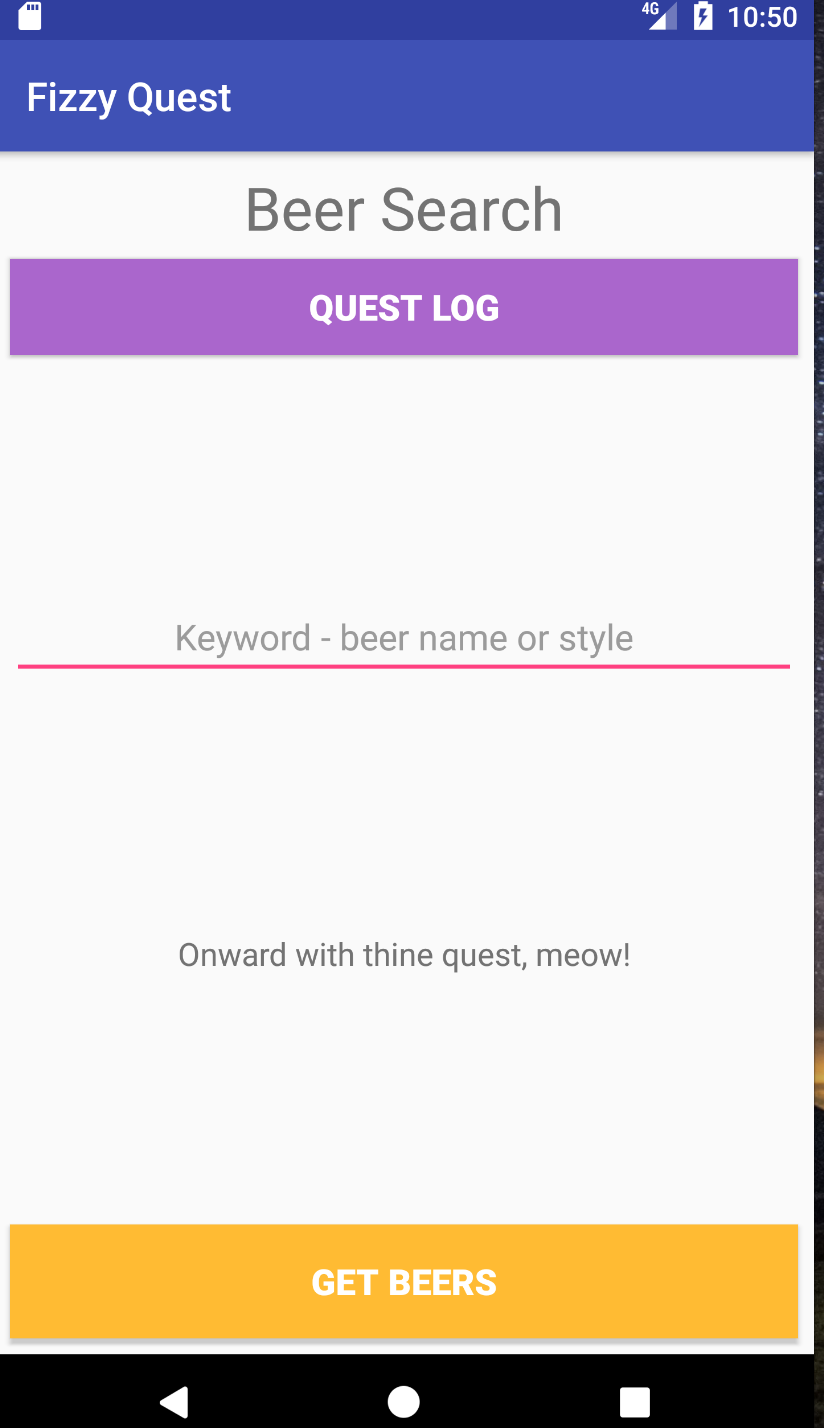 4G 10:50
Fizzy Quest
Beer Search
QUEST LOG
Keyword - beer name or style
Onward with thine quest, meow!
GET BEERS